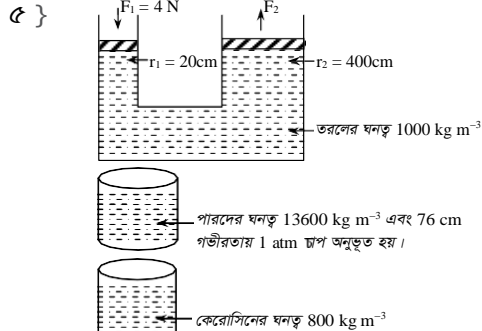 ৫ }
F₁ = 4 N F₂
r₁ = 20cm r₂ = 400cm
তরলের ঘনত্ব 1000 kg m⁻³
পারদের ঘনত্ব 13600 kg m⁻³ এবং 76 cm
গভীরতায় 1 atm চাপ অনুভূত হয়।
কেরোসিনের ঘনত্ব 800 kg m⁻³